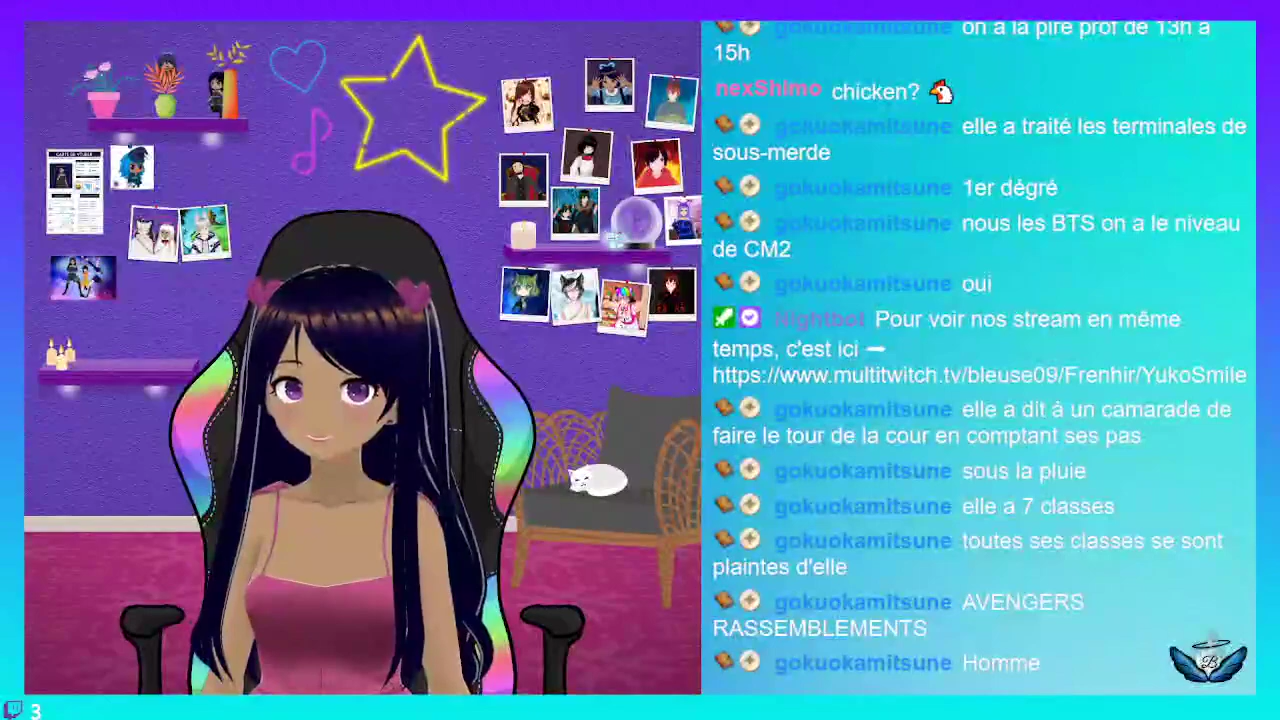 gokuokamitsune on a la pire prof de 13h à
15h
nexShimo chicken?
gokuokamitsune elle a traité les terminales de
sous-merde
gokuokamitsune 1er dégré
gokuokamitsune nous les BTS on a le niveau
de CM2
gokuokamitsune oui
Nightbot Pour voir nos stream en même
temps, c'est ici
https://www.multitwitch.tv/bleuse09/Frenhir/YukoSmile
gokuokamitsune elle a dit à un camarade de
faire le tour de la cour en comptant ses pas
gokuokamitsune sous la pluie
gokuokamitsune elle a 7 classes
gokuokamitsune toutes ses classes se sont
plaintes d'elle
gokuokamitsune AVENGERS
RASSEMBLEMENTS
gokuokamitsune Homme
B
3